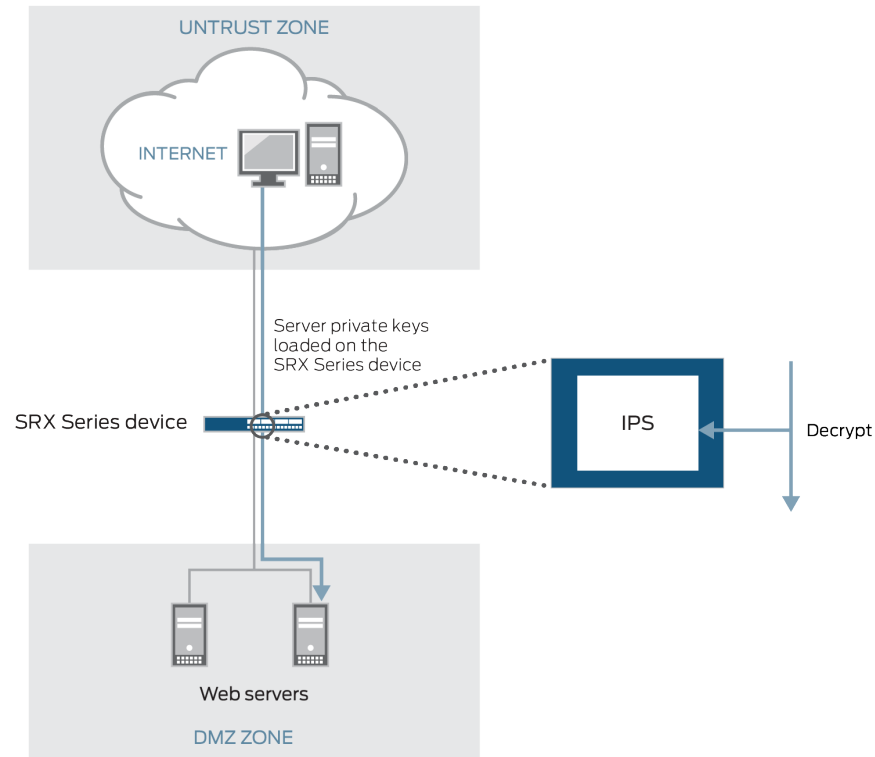 UNTRUST ZONE
INTERNET
Server private keys
loaded on the
SRX Series device
SRX Series device
IPS
Decrypt
Web servers
DMZ ZONE